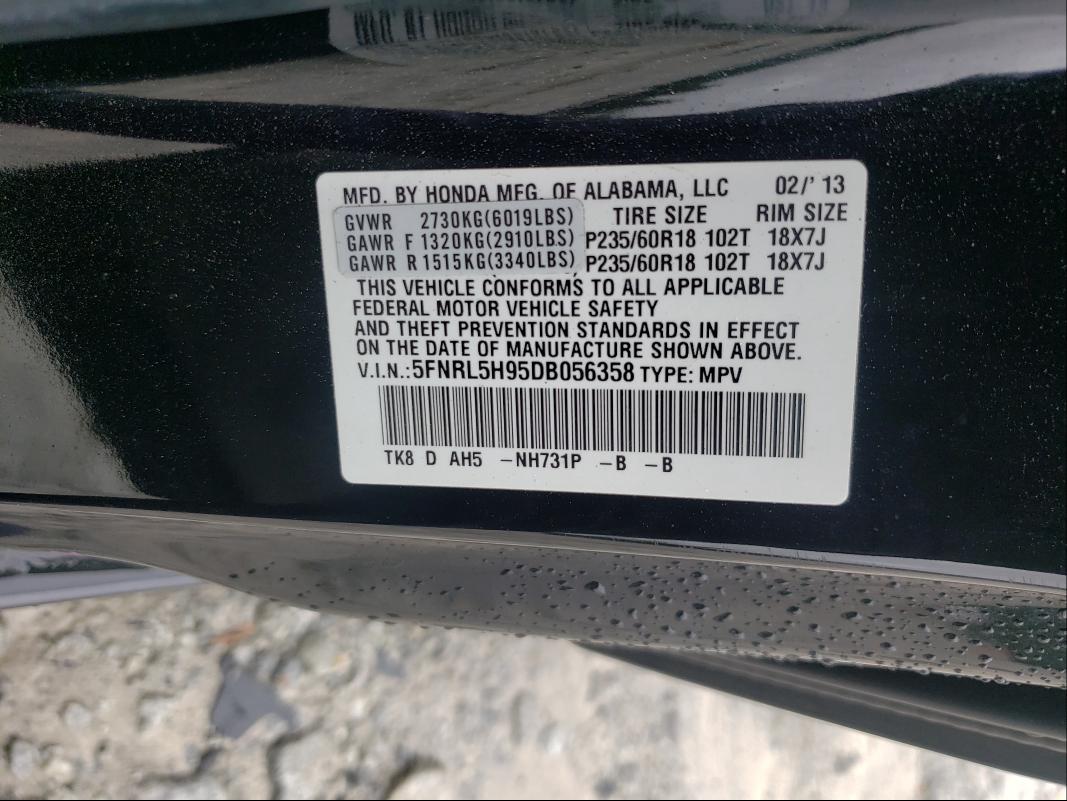 MFD. BY HONDA MFG. OF ALABAMA, LLC 02/' 13
GVWR 2730KG(6019LBS) TIRE SIZE RIM SIZE
GAWR F 1320KG(2910LBS) P235/60R18 102T 18X7J
GAWR R 1515KG(3340LBS) P235/60R18 102T 18X7J
THIS VEHICLE CONFORMS TO ALL APPLICABLE
FEDERAL MOTOR VEHICLE SAFETY
AND THEFT PREVENTION STANDARDS IN EFFECT
ON THE DATE OF MANUFACTURE SHOWN ABOVE.
V.I.N.: 5FNRL5H95DB056358 TYPE: MPV
TK8 D AH5 -NH731P -B -B